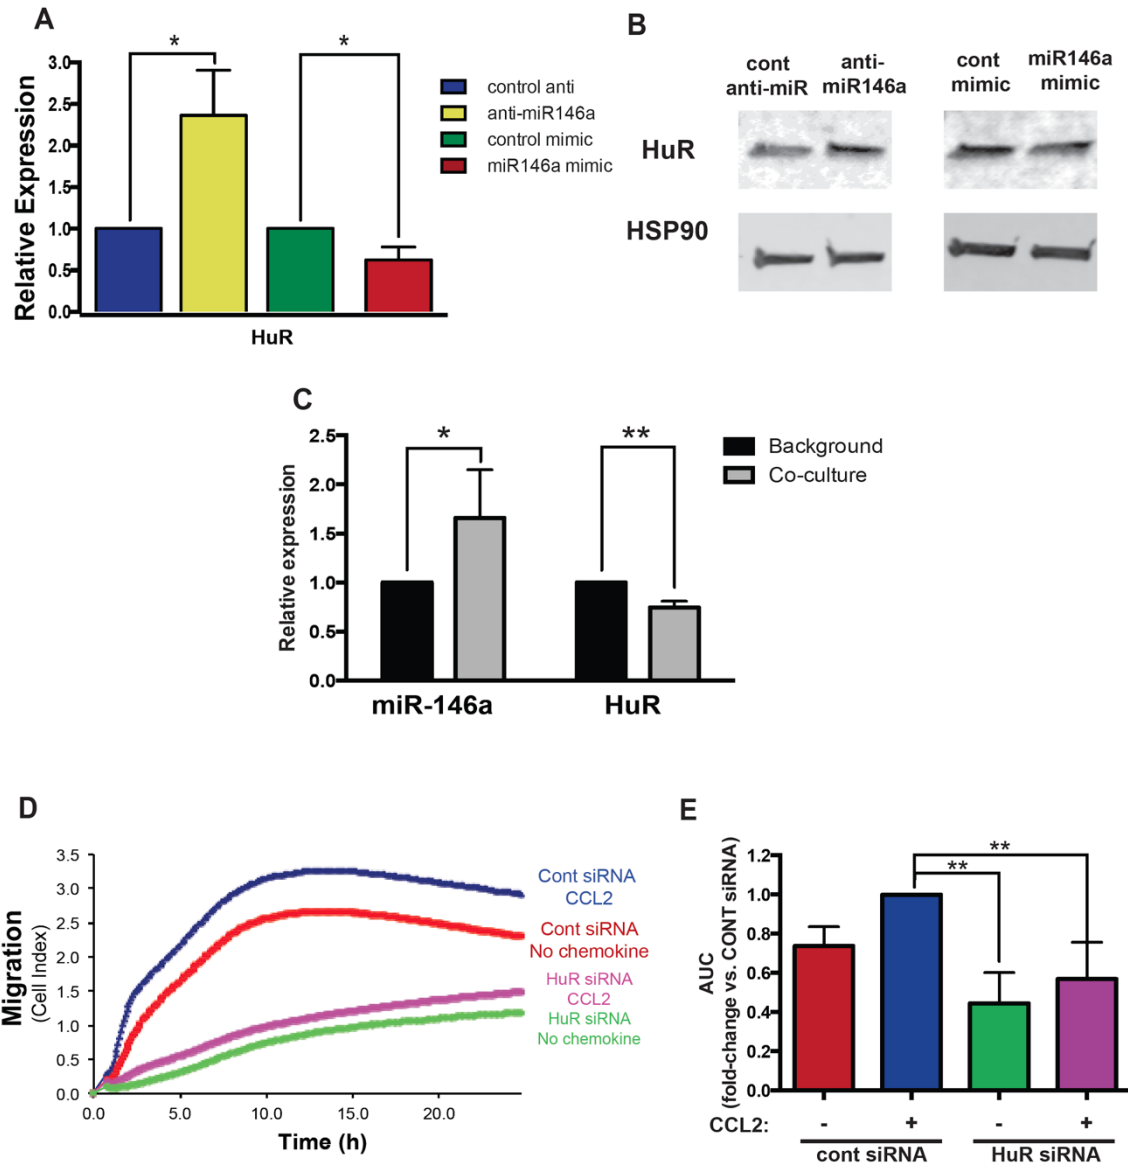 A
*
*
3.0
2.5
2.0
1.5
1.0
0.5
0.0
Relative Expression
HuR
control anti
anti-miR146a
control mimic
miR146a mimic
B
cont
anti-miR
anti-
miR146a
cont
mimic
miR146a
mimic
HuR
HSP90
C
*
**
2.5
2.0
1.5
1.0
0.5
0.0
Relative expression
miR-146a
HuR
Background
Co-culture
D
3.5
3.0
2.5
2.0
1.5
1.0
0.5
0.0
Migration
(Cell Index)
0.0 5.0 10.0 15.0 20.0
Time (h)
Cont siRNA
CCL2
Cont siRNA
No chemokine
HuR siRNA
CCL2
HuR siRNA
No chemokine
E
**
**
1.2
1.0
0.8
0.6
0.4
0.2
0.0
AUC
(fold-change vs. CONT siRNA)
CCL2: - + - +
cont siRNA HuR siRNA